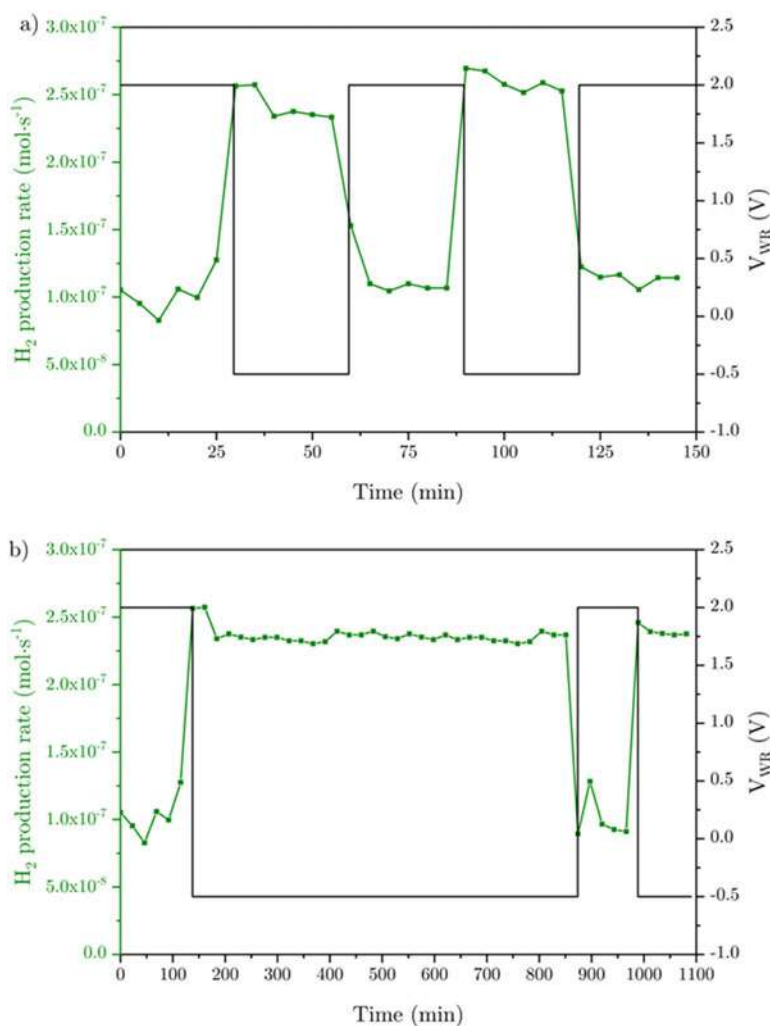 a)
3.0x10⁻⁷
2.5x10⁻⁷
2.0x10⁻⁷
1.5x10⁻⁷
1.0x10⁻⁷
5.0x10⁻⁸
0.0
H₂ production rate (mol·s⁻¹)
2.5
2.0
1.5
1.0
0.5
0.0
-0.5
-1.0
V_WR (V)
0 25 50 75 100 125 150
Time (min)
b)
3.0x10⁻⁷
2.5x10⁻⁷
2.0x10⁻⁷
1.5x10⁻⁷
1.0x10⁻⁷
5.0x10⁻⁸
0.0
H₂ production rate (mol·s⁻¹)
2.5
2.0
1.5
1.0
0.5
0.0
-0.5
-1.0
V_WR (V)
0 100 200 300 400 500 600 700 800 900 1000 1100
Time (min)